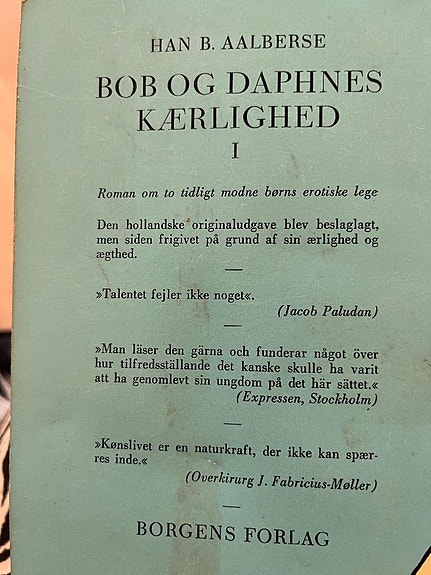 HAN B. AALBERSE
BOB OG DAPHNES
KÆRLIGHED
I
Roman om to tidligt modne børns erotiske lege
Den hollandske originaludgave blev beslaglagt,
men siden frigivet på grund af sin ærlighed og
ægthed.
»Talentet fejler ikke noget«.
(Jacob Paludan)
»Man läser den gärna och funderar något över
hur tilfredsställande det kanske skulle ha varit
att ha genomlevt sin ungdom på det här sättet.«
(Expressen, Stockholm)
»Kønslivet er en naturkraft, der ikke kan spær-
res inde.«
(Overkirurg J. Fabricius-Møller)
BORGENS FORLAG